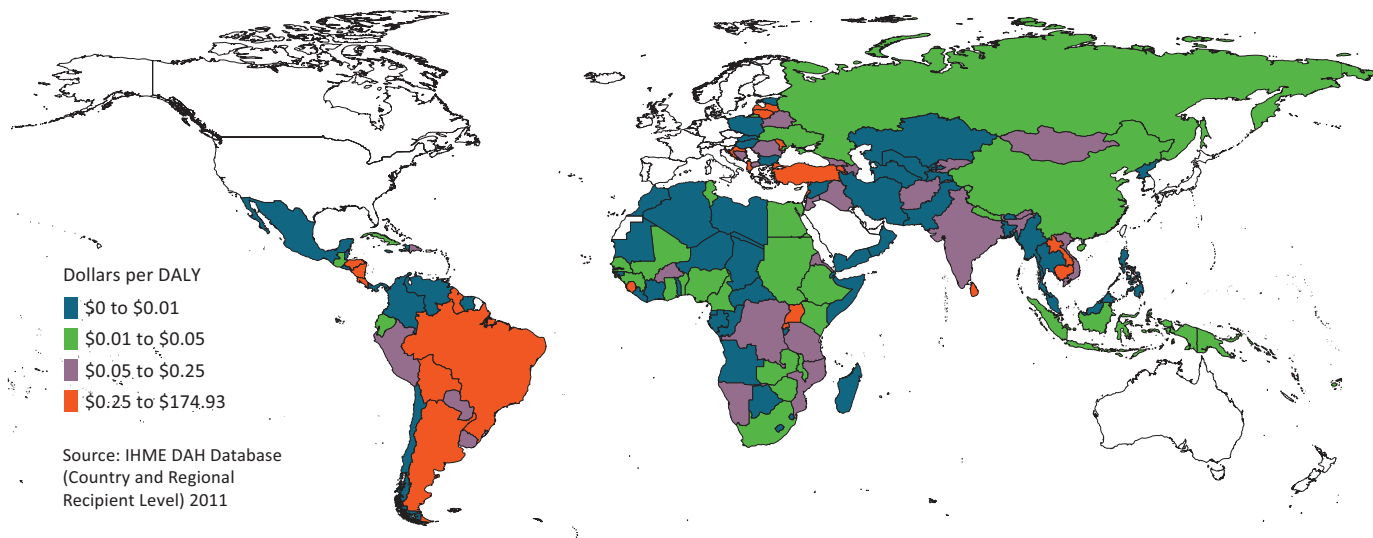 Dollars per DALY
$0 to $0.01
$0.01 to $0.05
$0.05 to $0.25
$0.25 to $174.93
Source: IHME DAH Database
(Country and Regional
Recipient Level) 2011